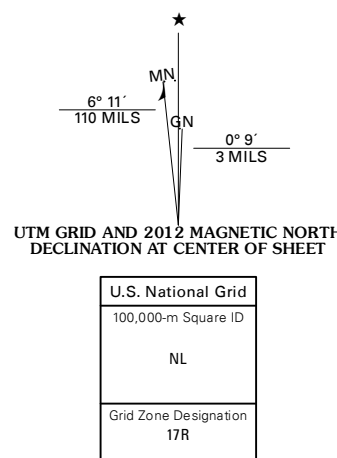 ★
MN
6° 11´
110 MILS
GN
0° 9´
3 MILS
UTM GRID AND 2012 MAGNETIC NORTH
DECLINATION AT CENTER OF SHEET
U.S. National Grid
100,000-m Square ID
NL
Grid Zone Designation
17R